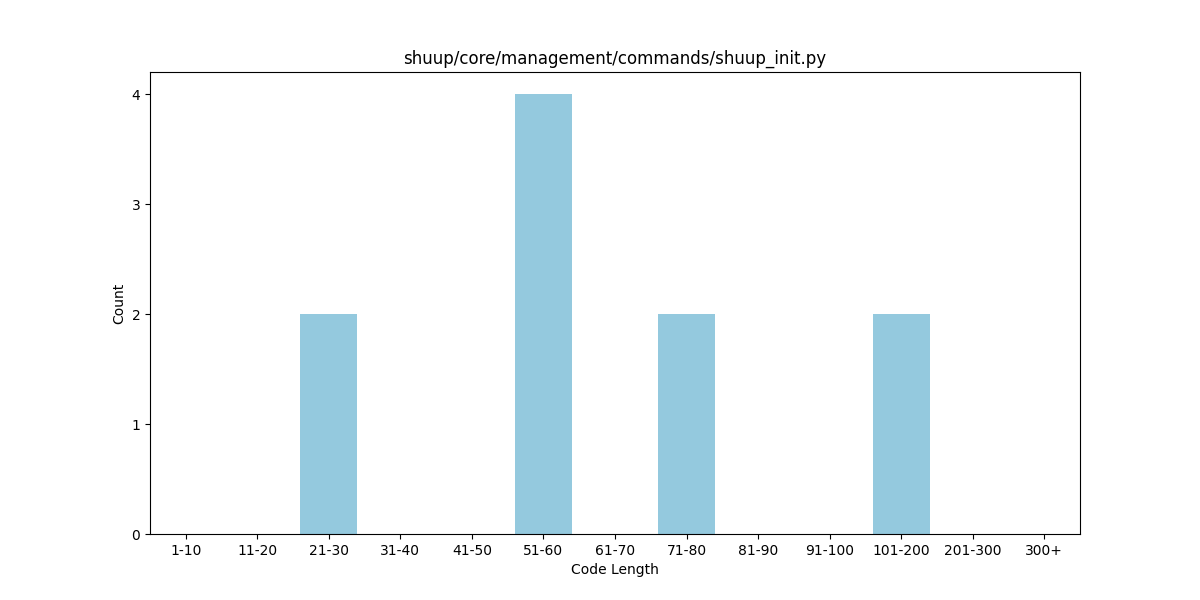 shuup/core/management/commands/shuup_init.py
4
3
2
1
0
Count
1-10 11-20 21-30 31-40 41-50 51-60 61-70 71-80 81-90 91-100 101-200 201-300 300+
Code Length